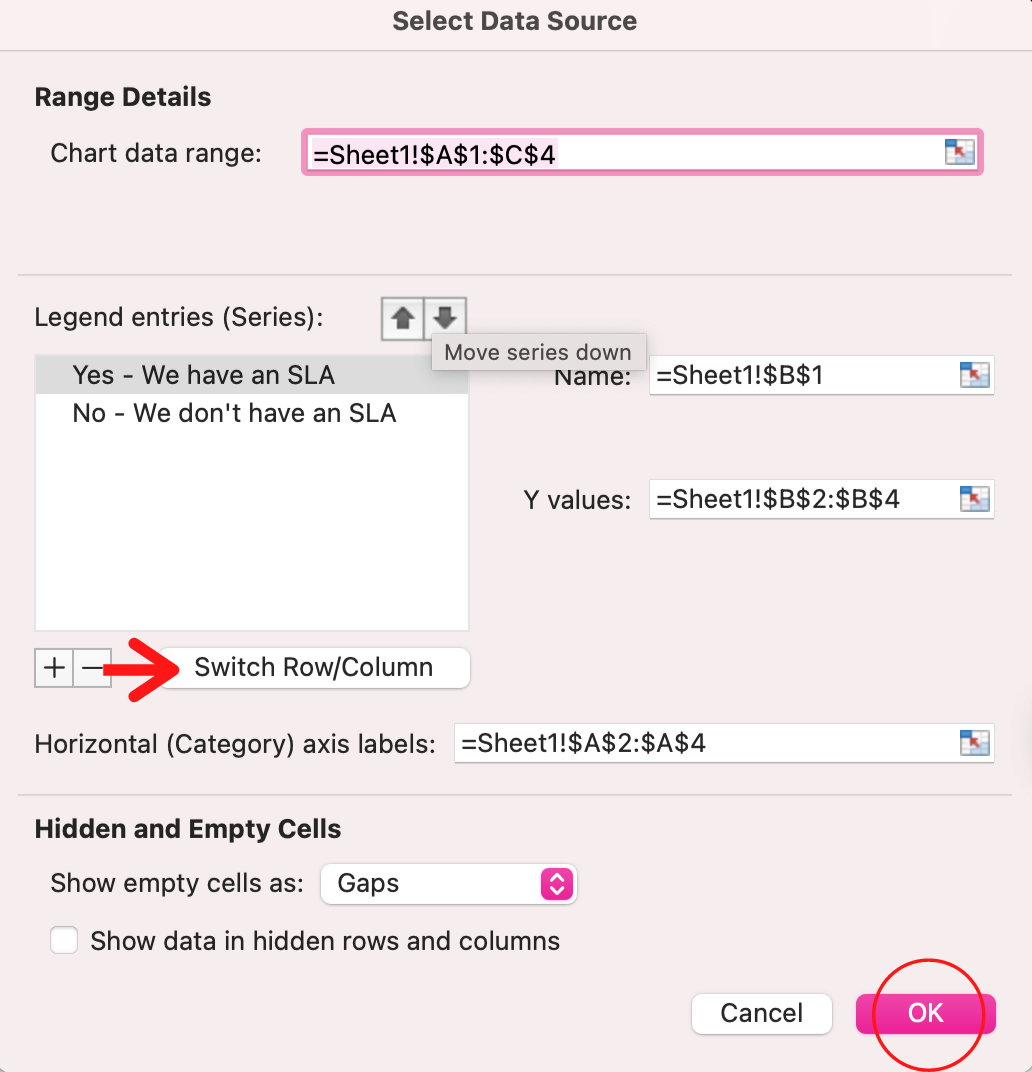 Select Data Source
Range Details
Chart data range: =Sheet1!$A$1:$C$4
Legend entries (Series):
Move series down
Yes - We have an SLA
No - We don't have an SLA
Name: =Sheet1!$B$1
Y values: =Sheet1!$B$2:$B$4
+ − Switch Row/Column
Horizontal (Category) axis labels: =Sheet1!$A$2:$A$4
Hidden and Empty Cells
Show empty cells as: Gaps
Show data in hidden rows and columns
Cancel OK